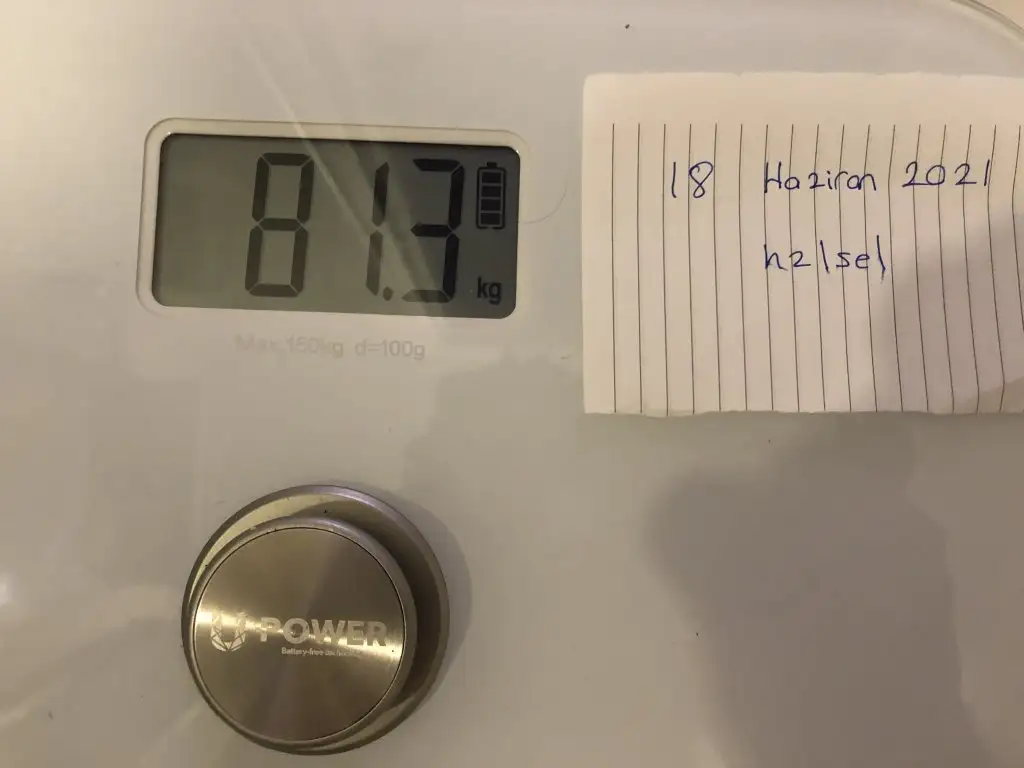 81.3
kg
Max.150kg d=100g
18 Haziran 2021
hzlsel
POWER